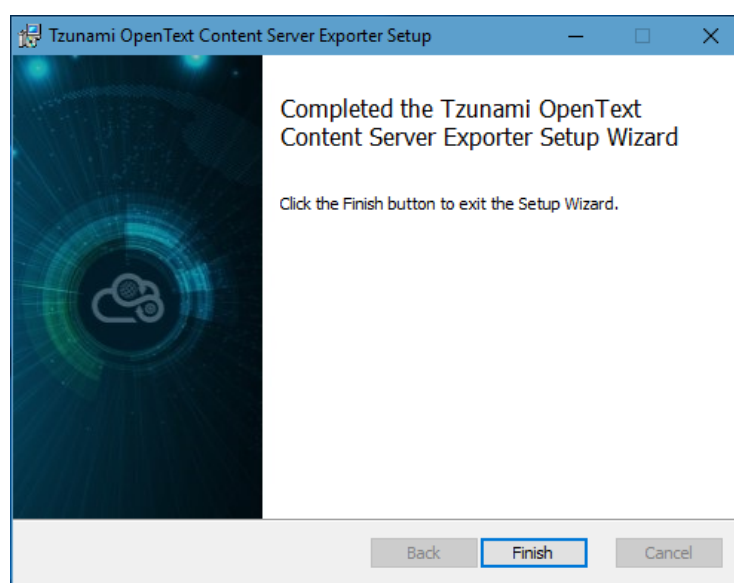 Tzunami OpenText Content Server Exporter Setup
Completed the Tzunami OpenText
Content Server Exporter Setup Wizard
Click the Finish button to exit the Setup Wizard.
Back
Finish
Cancel